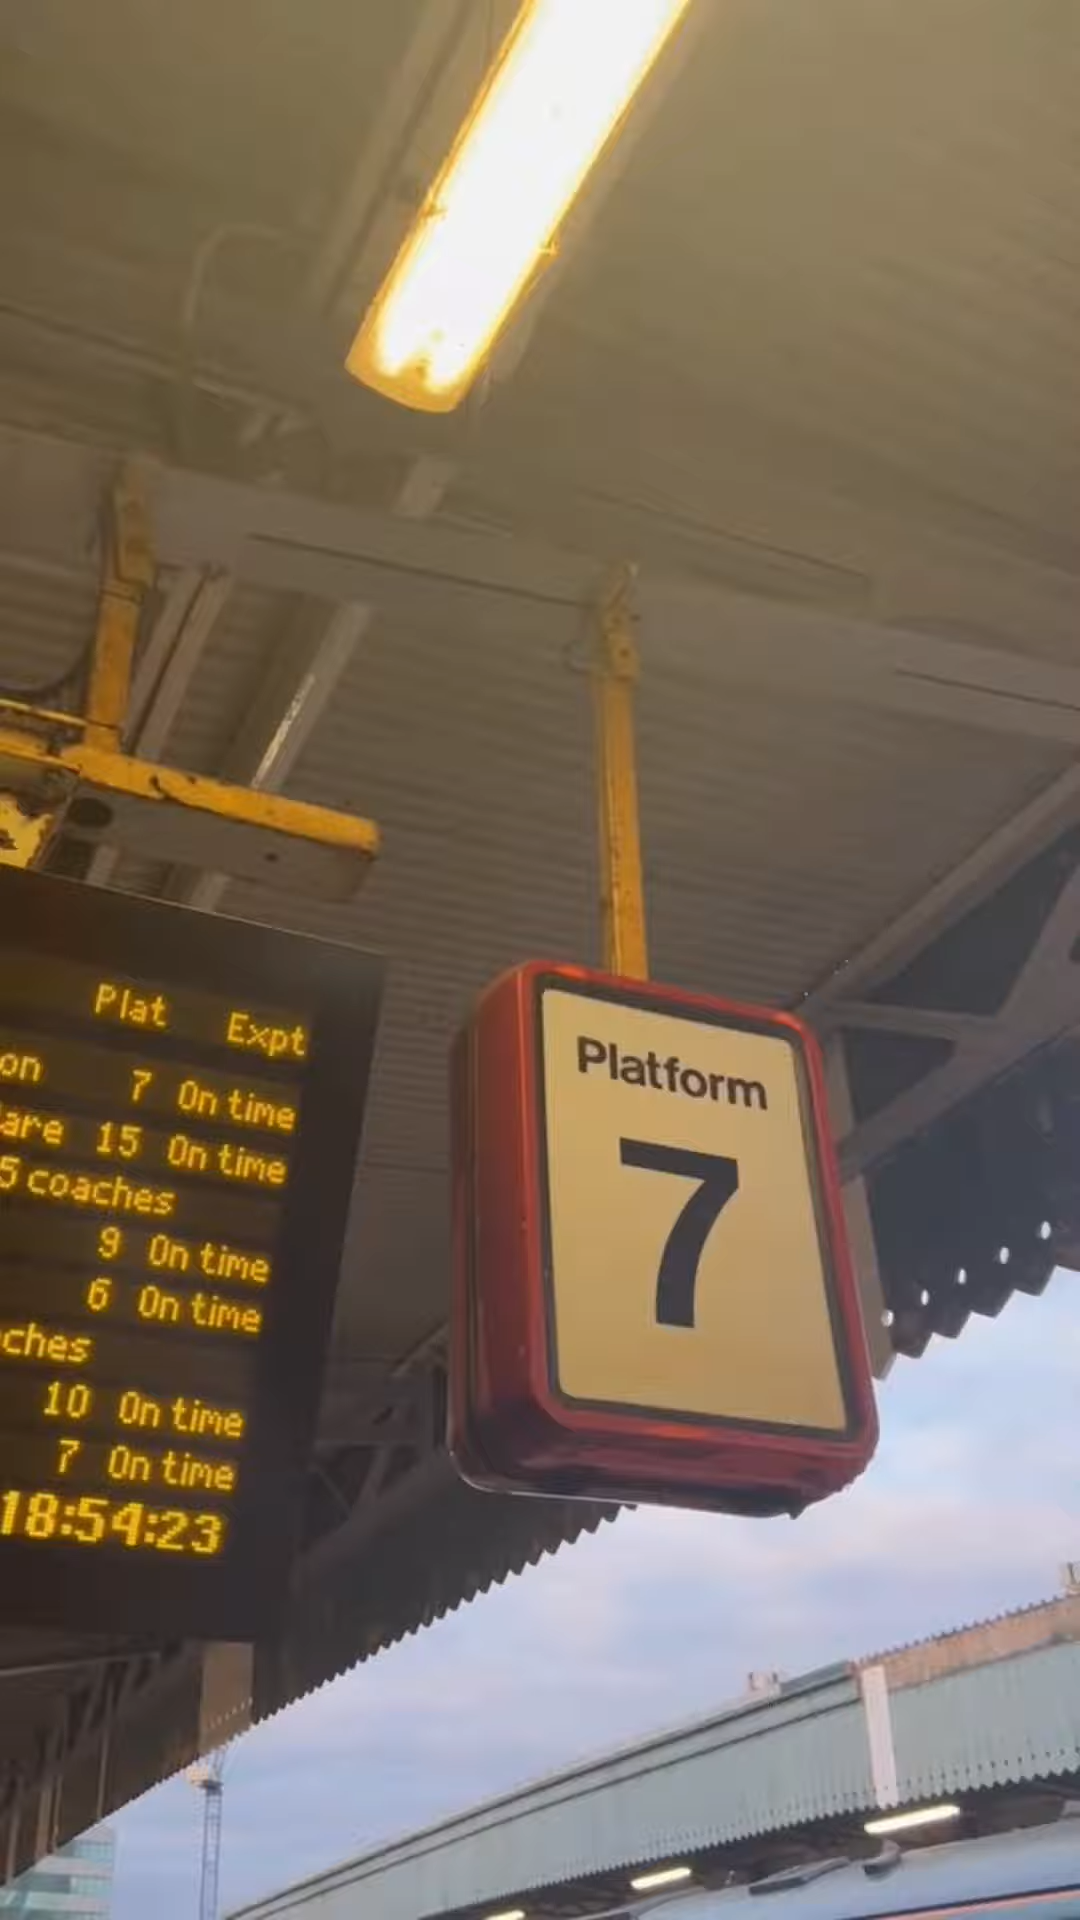 Plat Expt
on 7 On time
are 15 On time
5 coaches
9 On time
6 On time
ches
10 On time
7 On time
18:54:23
Platform
7